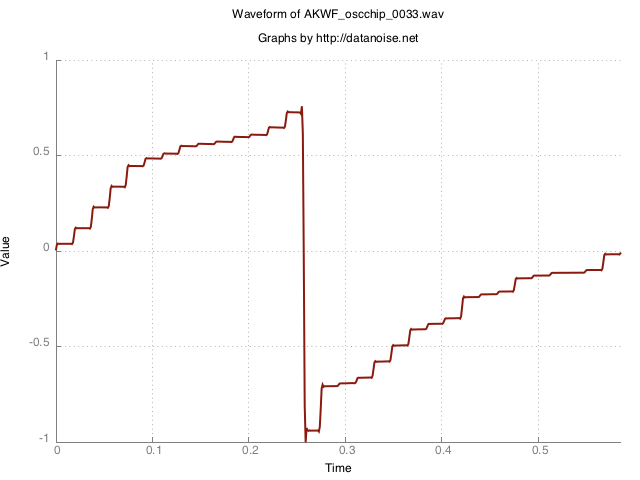 Waveform of AKWF_oscchip_0033.wav
Graphs by http://datanoise.net
1
0.5
0
-0.5
-1
Value
0 0.1 0.2 0.3 0.4 0.5
Time